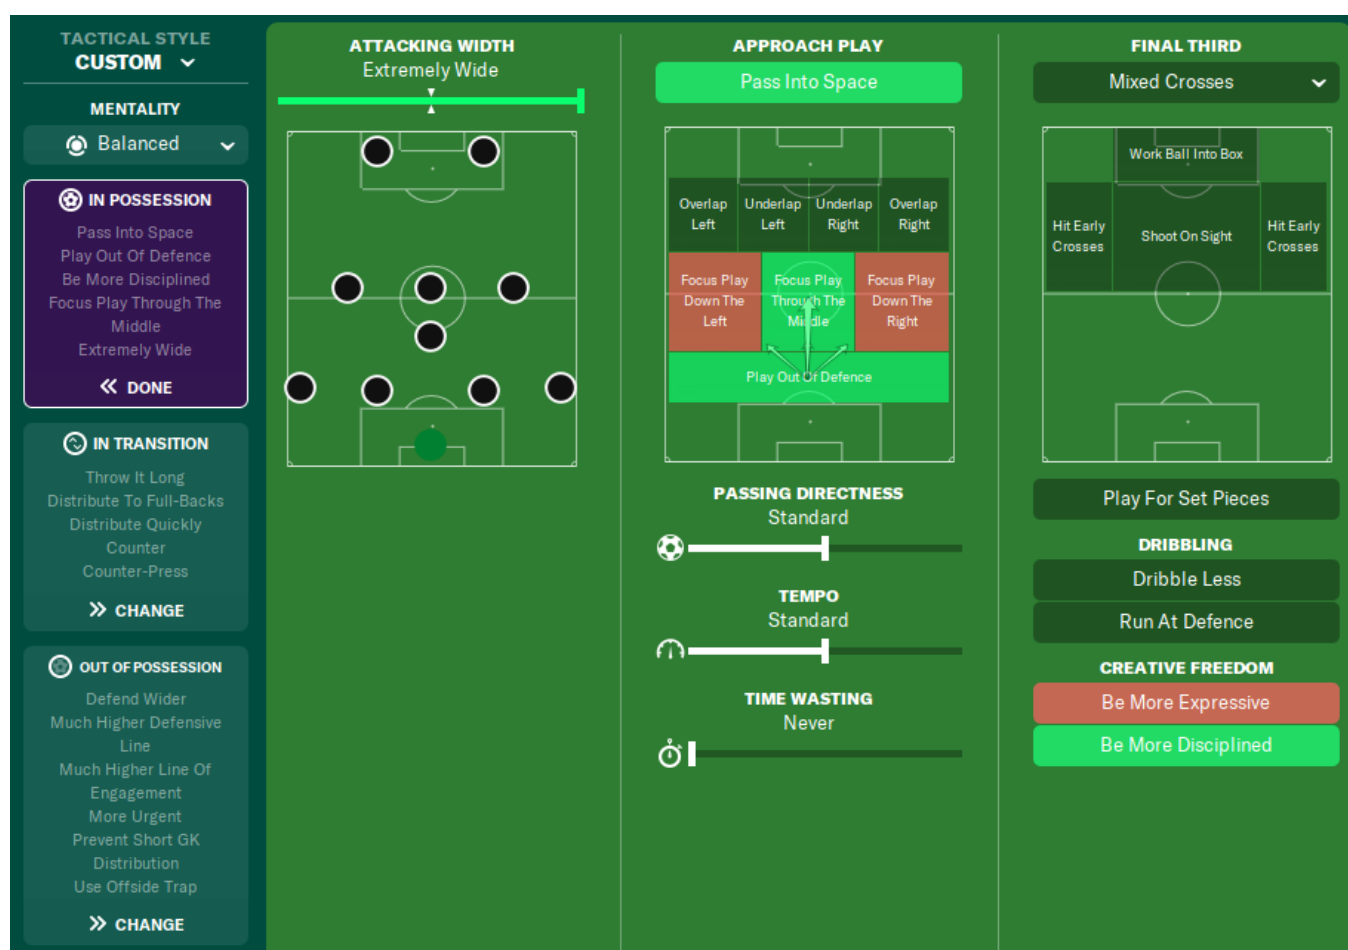 TACTICAL STYLE
CUSTOM
MENTALITY
Balanced
IN POSSESSION
Pass Into Space
Play Out Of Defence
Be More Disciplined
Focus Play Through The
Middle
Extremely Wide
DONE
IN TRANSITION
Throw It Long
Distribute To Full-Backs
Distribute Quickly
Counter
Counter-Press
CHANGE
OUT OF POSSESSION
Defend Wider
Much Higher Defensive
Line
Much Higher Line Of
Engagement
More Urgent
Prevent Short GK
Distribution
Use Offside Trap
CHANGE
ATTACKING WIDTH
Extremely Wide
APPROACH PLAY
Pass Into Space
Overlap
Left
Underlap
Left
Underlap
Right
Overlap
Right
Focus Play
Down The
Left
Focus Play
Through The
Middle
Focus Play
Down The
Right
Play Out Of Defence
PASSING DIRECTNESS
Standard
TEMPO
Standard
TIME WASTING
Never
FINAL THIRD
Mixed Crosses
Work Ball Into Box
Hit Early
Crosses
Shoot On Sight
Hit Early
Crosses
Play For Set Pieces
DRIBBLING
Dribble Less
Run At Defence
CREATIVE FREEDOM
Be More Expressive
Be More Disciplined